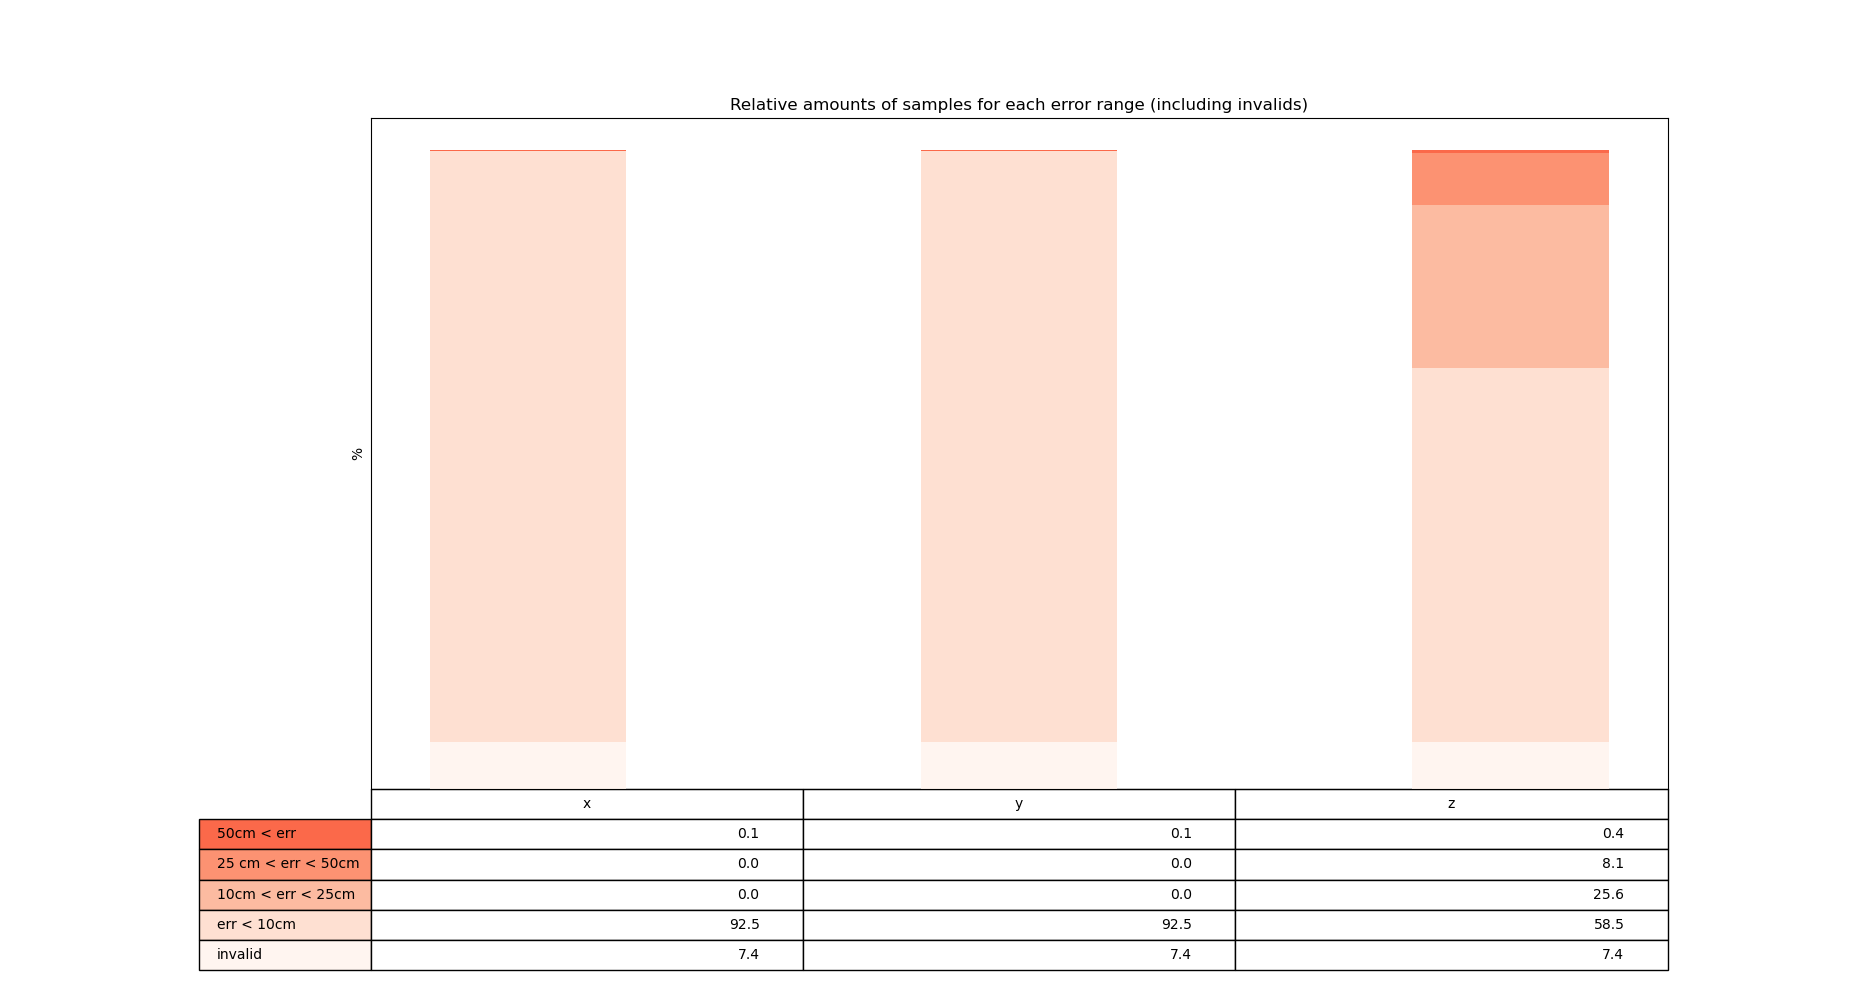 Relative amounts of samples for each error range (including invalids)
%
x y z
50cm < err 0.1 0.1 0.4
25 cm < err < 50cm 0.0 0.0 8.1
10cm < err < 25cm 0.0 0.0 25.6
err < 10cm 92.5 92.5 58.5
invalid 7.4 7.4 7.4